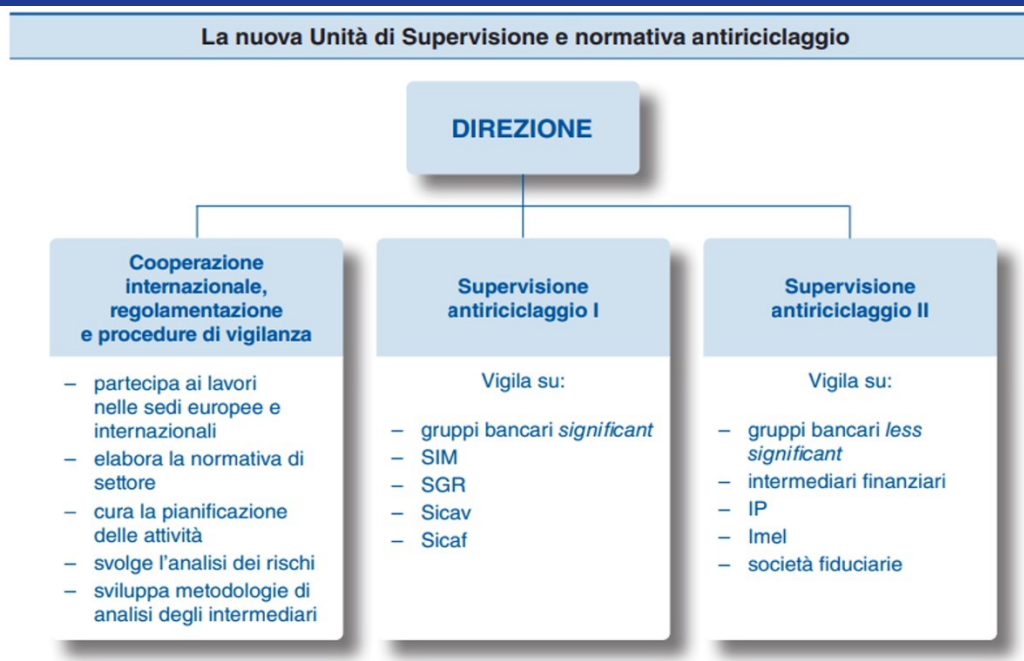 La nuova Unità di Supervisione e normativa antiriciclaggio
DIREZIONE
Cooperazione
internazionale,
regolamentazione
e procedure di vigilanza
– partecipa ai lavori
nelle sedi europee e
internazionali
– elabora la normativa di
settore
– cura la pianificazione
delle attività
– svolge l’analisi dei rischi
– sviluppa metodologie di
analisi degli intermediari
Supervisione
antiriciclaggio I
Vigila su:
– gruppi bancari significant
– SIM
– SGR
– Sicav
– Sicaf
Supervisione
antiriciclaggio II
Vigila su:
– gruppi bancari less
significant
– intermediari finanziari
– IP
– Imel
– società fiduciarie